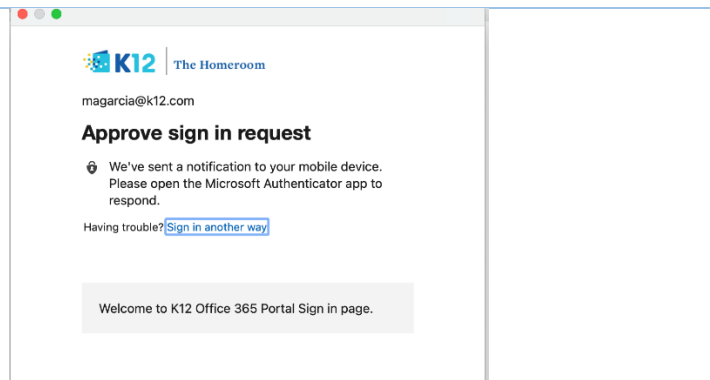 K12 The Homeroom
magarcia@k12.com
Approve sign in request
We've sent a notification to your mobile device.
Please open the Microsoft Authenticator app to
respond.
Having trouble? Sign in another way
Welcome to K12 Office 365 Portal Sign in page.